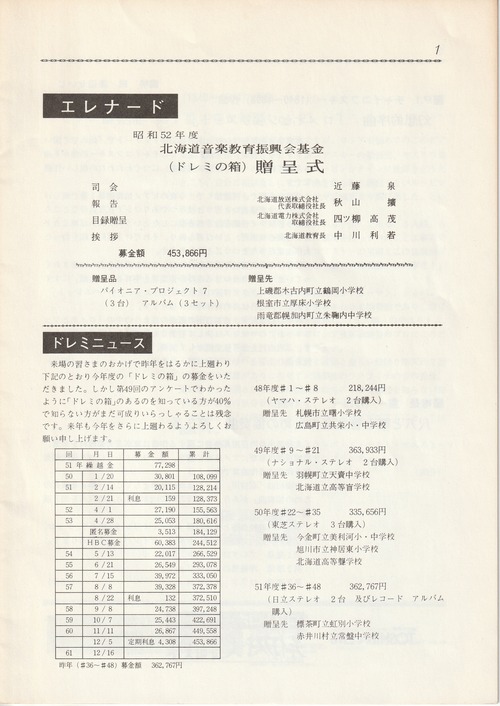 1
エレナード
昭和52年度
北海道音楽教育振興会基金
(ドレミの箱) 贈呈式
司会 近藤 泉
報告 北海道放送株式会社 代表取締役社長 秋山
目録贈呈 北海道電力株式会社 取締役社長 四ツ柳 高茂
挨拶 北海道教育長 中川利若
募金額 453,866円
贈呈品 贈呈先
パイオニア・プロジェクト7 上磯郡木古内町立鶴岡小学校
(3台) アルバム(3セット) 根室市立厚床小学校
雨竜郡幌加内町立朱鞠内中学校
ドレミニュース
来場の皆さまのおかげで昨年をはるかに上廻わり
下記のとおり今年度の「ドレミの箱」の募金をいた
だきました。しかし第49回のアンケートでわかった
ように「ドレミの箱」のあるのを知っている方が40%
で知らない方がまだ可成りいらっしゃることは残念
です。来年も今年をさらに上廻わるようよろしくお
願い申し上げます。
回 月日 募金額 累計
51年繰越金 77,298
50 1/20 30,801 108,099
51 2/14 20,115 128,214
2/21 利息 159 128,373
52 4/1 27,190 155,563
53 4/28 25,053 180,616
匿名募金 3,513 184,129
HBC募金 60,383 244,512
54 5/13 22,017 266,529
55 6/21 26,549 293,078
56 7/15 39,972 333,050
57 8/8 39,328 372,378
8/22 利息 132 372,510
58 9/8 24,738 397,248
59 10/7 25,443 422,691
60 11/11 26,867 449,558
12/5 定期利息 4,308 453,866
61 12/16
昨年(#36~#48)募金額 362,767円
48年度#1~#8 218,244円
(ヤマハ・ステレオ 2台購入)
贈呈先 札幌市立曙小学校
広島町立共栄小・中学校
49年度#9~#21 363,933円
(ナショナル・ステレオ 2台購入)
贈呈先 羽幌町立天賣中学校
北海道立高等盲学校
50年度#22~#35 335,656円
(東芝ステレオ 3台購入)
贈呈先 今金町立美利河小・中学校
旭川市立神居東小学校
北海道高等聾学校
51年度#36~#48 362,767円
(日立ステレオ 2台 及びレコード アルバム
購入)
贈呈先 標茶町立虹別小学校
赤井川村立常盤中学校